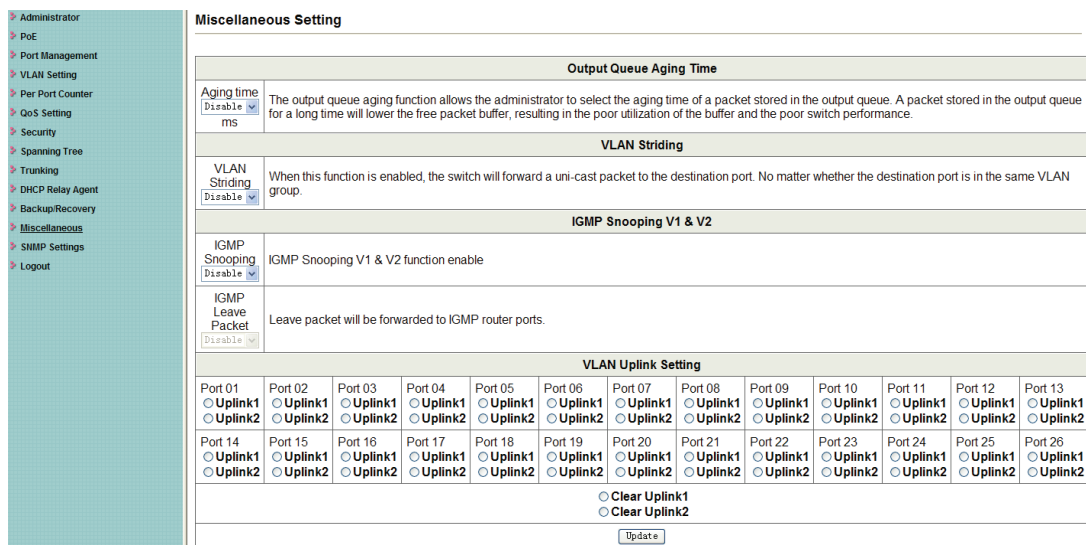 Administrator
PoE
Port Management
VLAN Setting
Per Port Counter
QoS Setting
Security
Spanning Tree
Trunking
DHCP Relay Agent
Backup/Recovery
Miscellaneous
SNMP Settings
Logout
Miscellaneous Setting
Output Queue Aging Time
Aging time
Disable
ms
The output queue aging function allows the administrator to select the aging time of a packet stored in the output queue. A packet stored in the output queue
for a long time will lower the free packet buffer, resulting in the poor utilization of the buffer and the poor switch performance.
VLAN Striding
VLAN
Striding
Disable
When this function is enabled, the switch will forward a uni-cast packet to the destination port. No matter whether the destination port is in the same VLAN
group.
IGMP Snooping V1 & V2
IGMP
Snooping
Disable
IGMP Snooping V1 & V2 function enable
IGMP
Leave
Packet
Disable
Leave packet will be forwarded to IGMP router ports.
VLAN Uplink Setting
Port 01 Port 02 Port 03 Port 04 Port 05 Port 06 Port 07 Port 08 Port 09 Port 10 Port 11 Port 12 Port 13
Uplink1 Uplink1 Uplink1 Uplink1 Uplink1 Uplink1 Uplink1 Uplink1 Uplink1 Uplink1 Uplink1 Uplink1 Uplink1
Uplink2 Uplink2 Uplink2 Uplink2 Uplink2 Uplink2 Uplink2 Uplink2 Uplink2 Uplink2 Uplink2 Uplink2 Uplink2
Port 14 Port 15 Port 16 Port 17 Port 18 Port 19 Port 20 Port 21 Port 22 Port 23 Port 24 Port 25 Port 26
Uplink1 Uplink1 Uplink1 Uplink1 Uplink1 Uplink1 Uplink1 Uplink1 Uplink1 Uplink1 Uplink1 Uplink1 Uplink1
Uplink2 Uplink2 Uplink2 Uplink2 Uplink2 Uplink2 Uplink2 Uplink2 Uplink2 Uplink2 Uplink2 Uplink2 Uplink2
Clear Uplink1
Clear Uplink2
Update